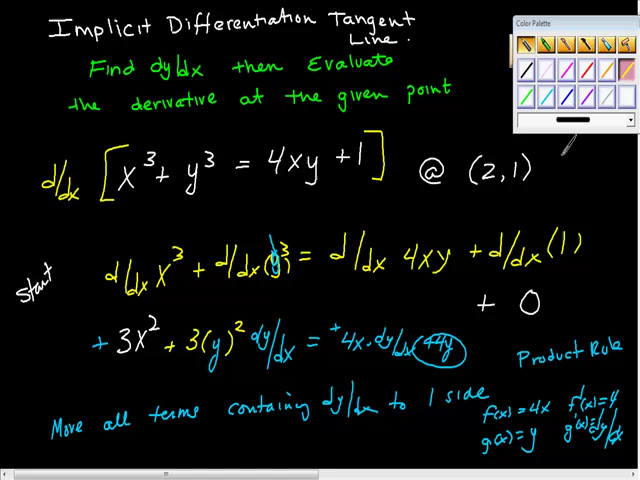 Color Palette
Implicit Differentiation Tangent
Line.
Find dy/dx then Evaluate
the derivative at the given point
d/dx [x³ + y³ = 4xy + 1] @ (2,1)
start d/dx x³ + d/dx (y³) = d/dx 4xy + d/dx (1)
+ 0
+ 3x² + 3(y)² dy/dx = +4x · dy/dx
Product Rule
Move all terms containing dy/dx to 1 side
f(x) = 4x f'(x) = 4
g(x) = y g'(x) = dy/dx